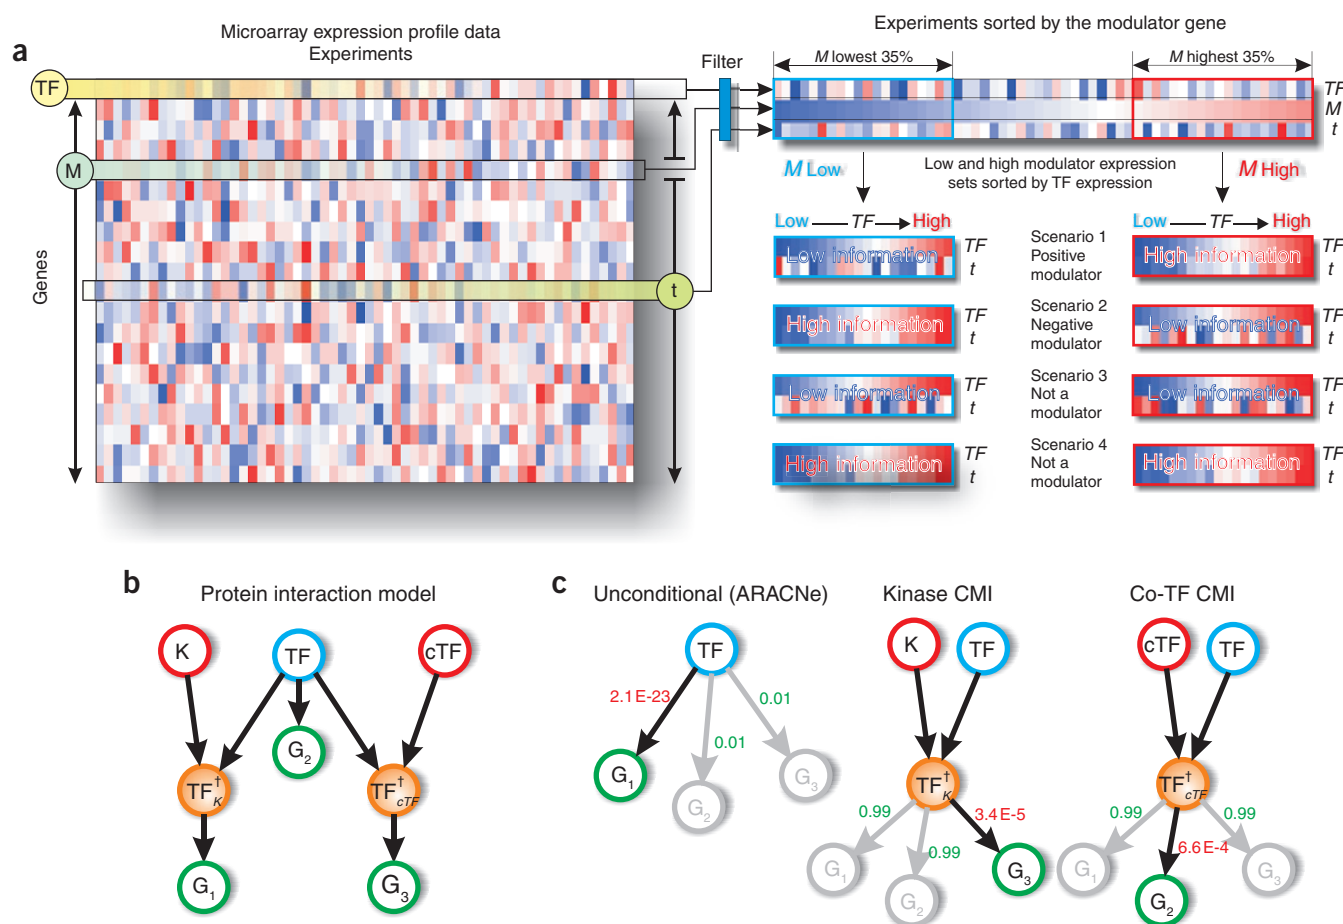 a
Microarray expression profile data
Experiments
Experiments sorted by the modulator gene
TF
Filter
M lowest 35%
M highest 35%
TF
M
t
M
M Low
Low and high modulator expression
sets sorted by TF expression
M High
Genes
t
Low TF High
Low TF High
Low information
TF
t
Scenario 1
Positive
modulator
High information
TF
t
High information
TF
t
Scenario 2
Negative
modulator
Low information
TF
t
Low information
TF
t
Scenario 3
Not a
modulator
Low information
TF
t
High information
TF
t
Scenario 4
Not a
modulator
High information
TF
t
b
Protein interaction model
K
TF
cTF
G2
TF†K
TF†cTF
G1
G3
c
Unconditional (ARACNe)
TF
2.1E-23
0.01
0.01
G1
G2
G3
Kinase CMI
K
TF
TF†K
0.99
0.99
3.4E-5
G1
G2
G3
Co-TF CMI
cTF
TF
TF†cTF
0.99
6.6E-4
0.99
G1
G2
G3